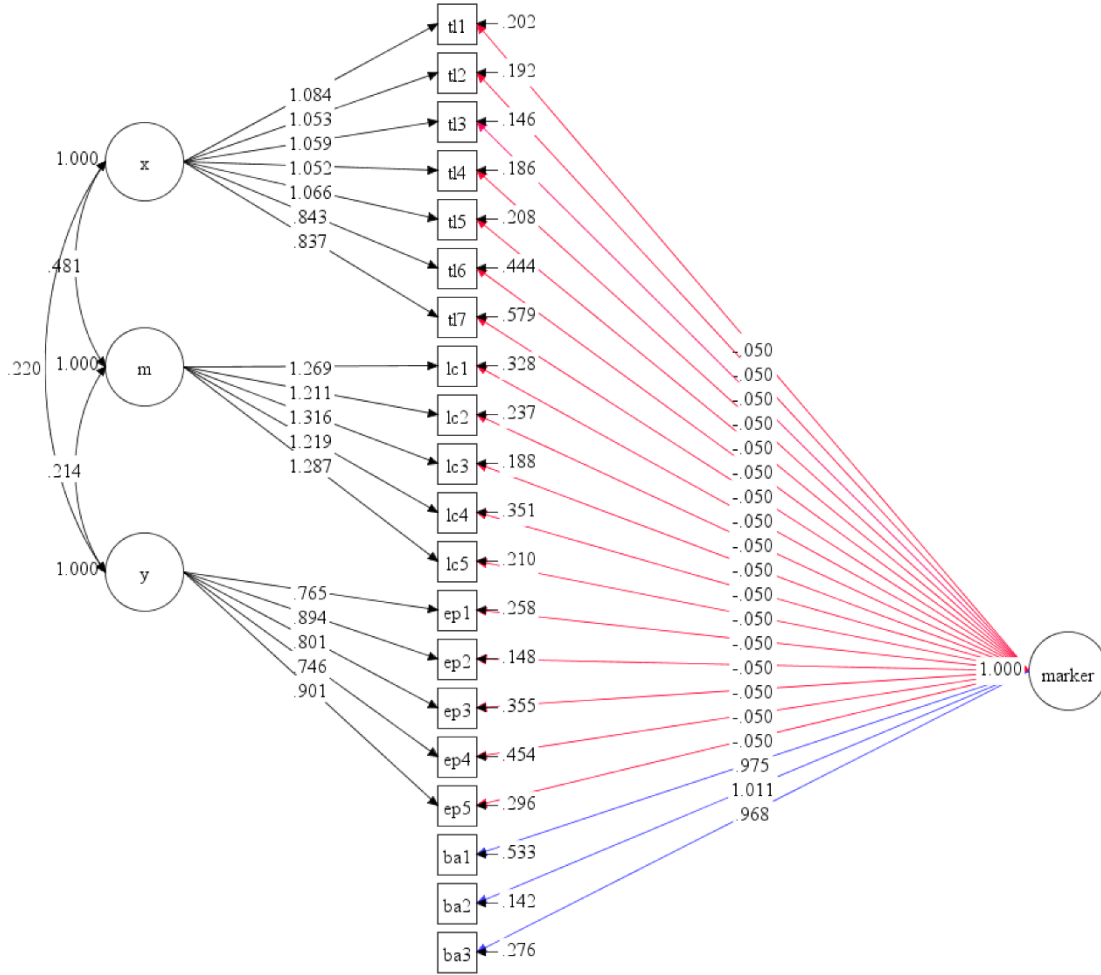 tl1 .202
tl2 .192
1.084
1.053
tl3 .146
1.059
1.000 x
1.052 tl4 .186
1.066
.843 tl5 .208
.837
.481 tl6 .444
tl7 .579
-.050
.220 1.000 m 1.269 lc1 .328
-.050
1.211
-.050
1.316 lc2 .237
-.050
1.219
-.050
1.287 lc3 .188
-.050
.214
-.050
lc4 .351
-.050
-.050
lc5 .210
1.000 y
-.050
.765 -.050
.894 ep1 .258
-.050
.801
-.050
.746 ep2 .148
-.050
1.000 marker
.901
-.050
ep3 .355
-.050
-.050
ep4 .454
.975
1.011
ep5 .296
.968
ba1 .533
ba2 .142
ba3 .276